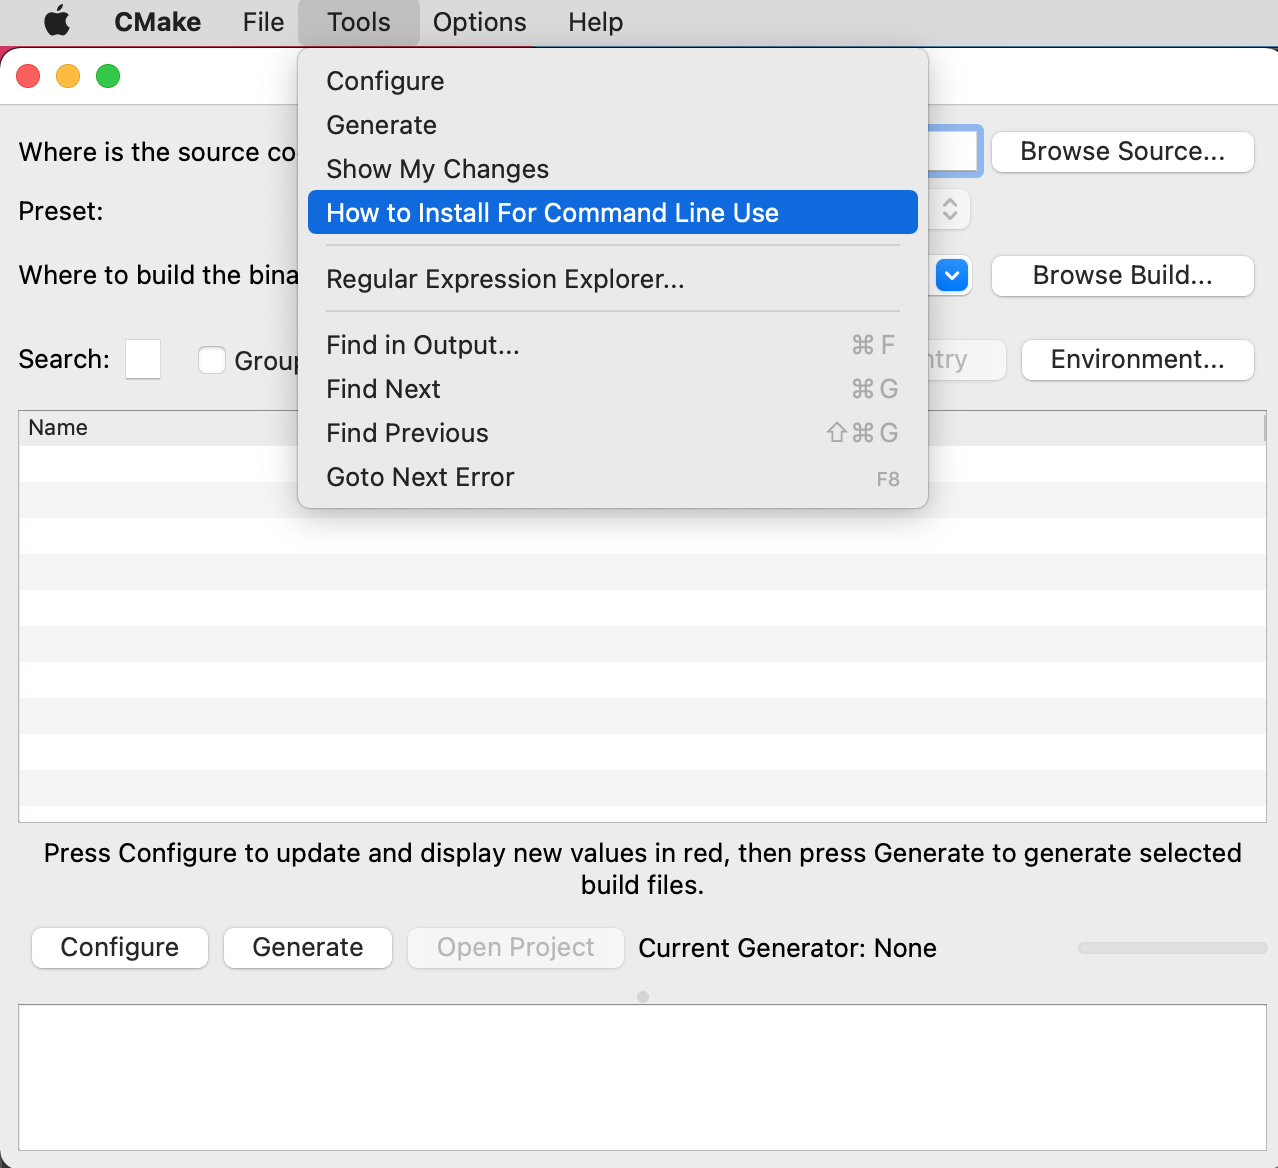 CMake File Tools Options Help
Configure
Generate
Where is the source co
Browse Source...
Show My Changes
Preset:
How to Install For Command Line Use
Where to build the bina
Regular Expression Explorer...
Browse Build...
Search:
Group
Find in Output... ⌘ F
ntry
Environment...
Find Next ⌘ G
Name
Find Previous ⇧ ⌘ G
Goto Next Error F8
Press Configure to update and display new values in red, then press Generate to generate selected
build files.
Configure Generate Open Project Current Generator: None